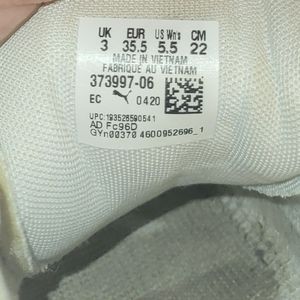 UK EUR US Wn's CM
3 35.5 5.5 22
MADE IN VIETNAM
FABRIQUE AU VIETNAM
373997-06
EC 0420
UPC:193526590541
AD Fc96D
GYn00370 4600952696_1